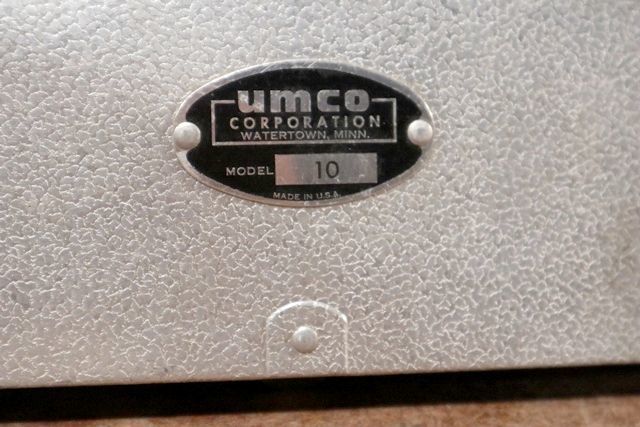 umco
CORPORATION
WATERTOWN, MINN.
MODEL 10
MADE IN U.S.A.